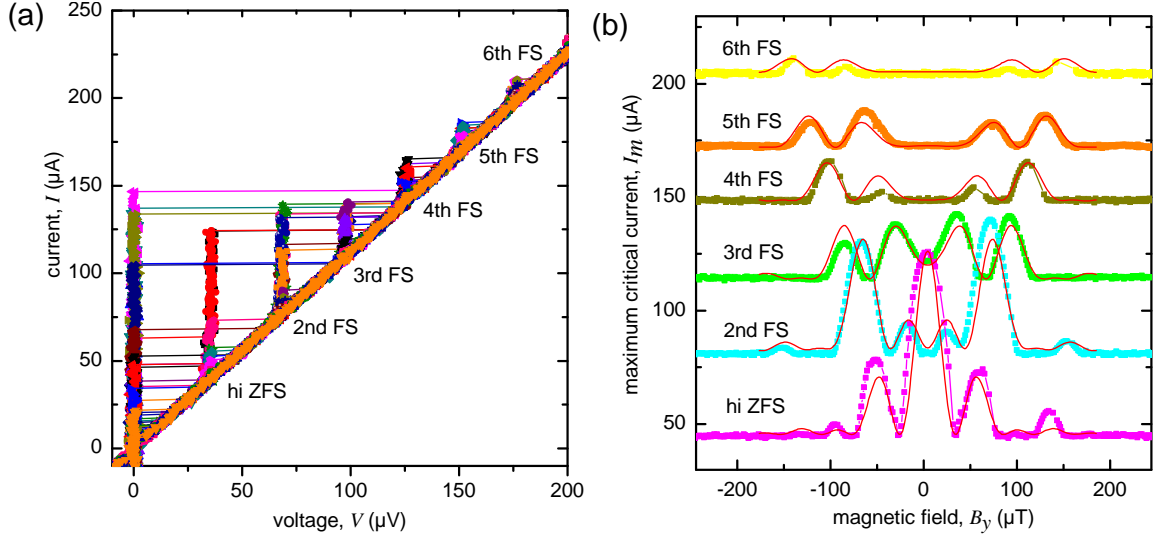 (a)
250
200
150
100
50
0
current, I (µA)
6th FS
5th FS
4th FS
3rd FS
2nd FS
hi ZFS
0
50
100
150
200
voltage, V (µV)
(b)
200
150
100
50
maximum critical current, Im (µA)
6th FS
5th FS
4th FS
3rd FS
2nd FS
hi ZFS
-200
-100
0
100
200
magnetic field, By (µT)